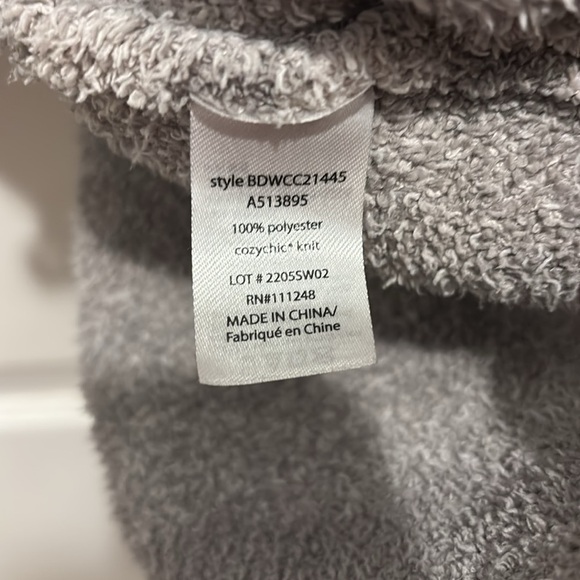 style BDWCC21445
A513895
100% polyester
cozychic* knit
LOT # 2205SW02
RN#111248
MADE IN CHINA/
Fabriqué en Chine